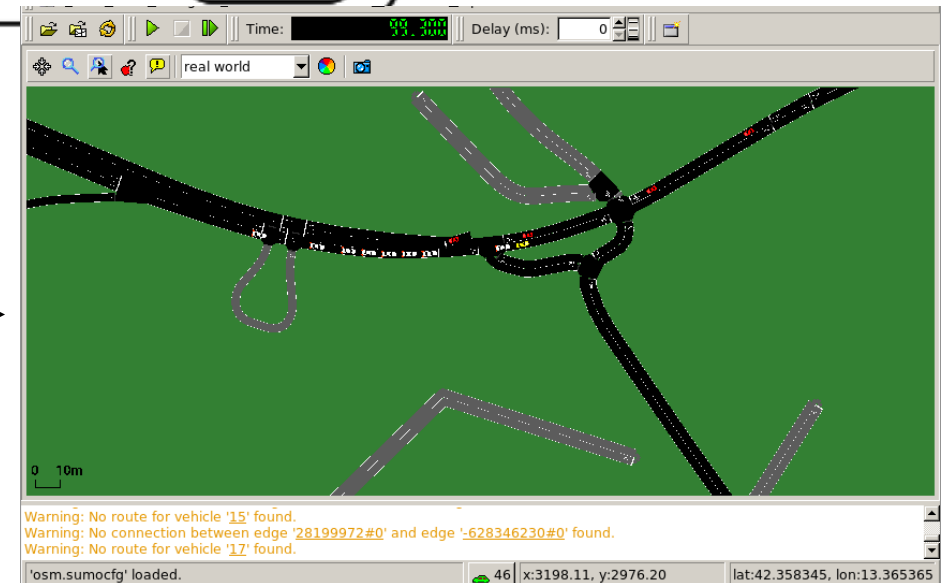 Time:
99.300
Delay (ms):
0
real world
0 10m
Warning: No route for vehicle '15' found.
Warning: No connection between edge '28199972#0' and edge '-628346230#0' found.
Warning: No route for vehicle '17' found.
'osm.sumocfg' loaded.
46
x:3198.11, y:2976.20
lat:42.358345, lon:13.365365